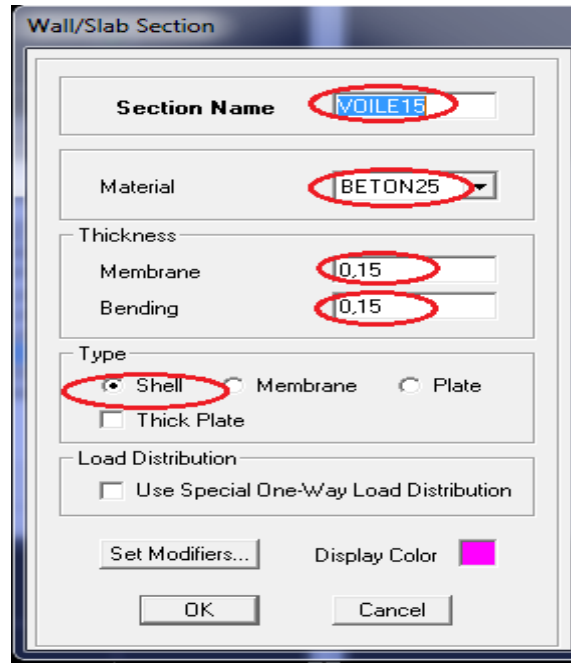 Wall/Slab Section
Section Name VOILE15
Material BETON25
Thickness
Membrane 0,15
Bending 0,15
Type
Shell Membrane Plate
Thick Plate
Load Distribution
Use Special One-Way Load Distribution
Set Modifiers... Display Color
OK Cancel